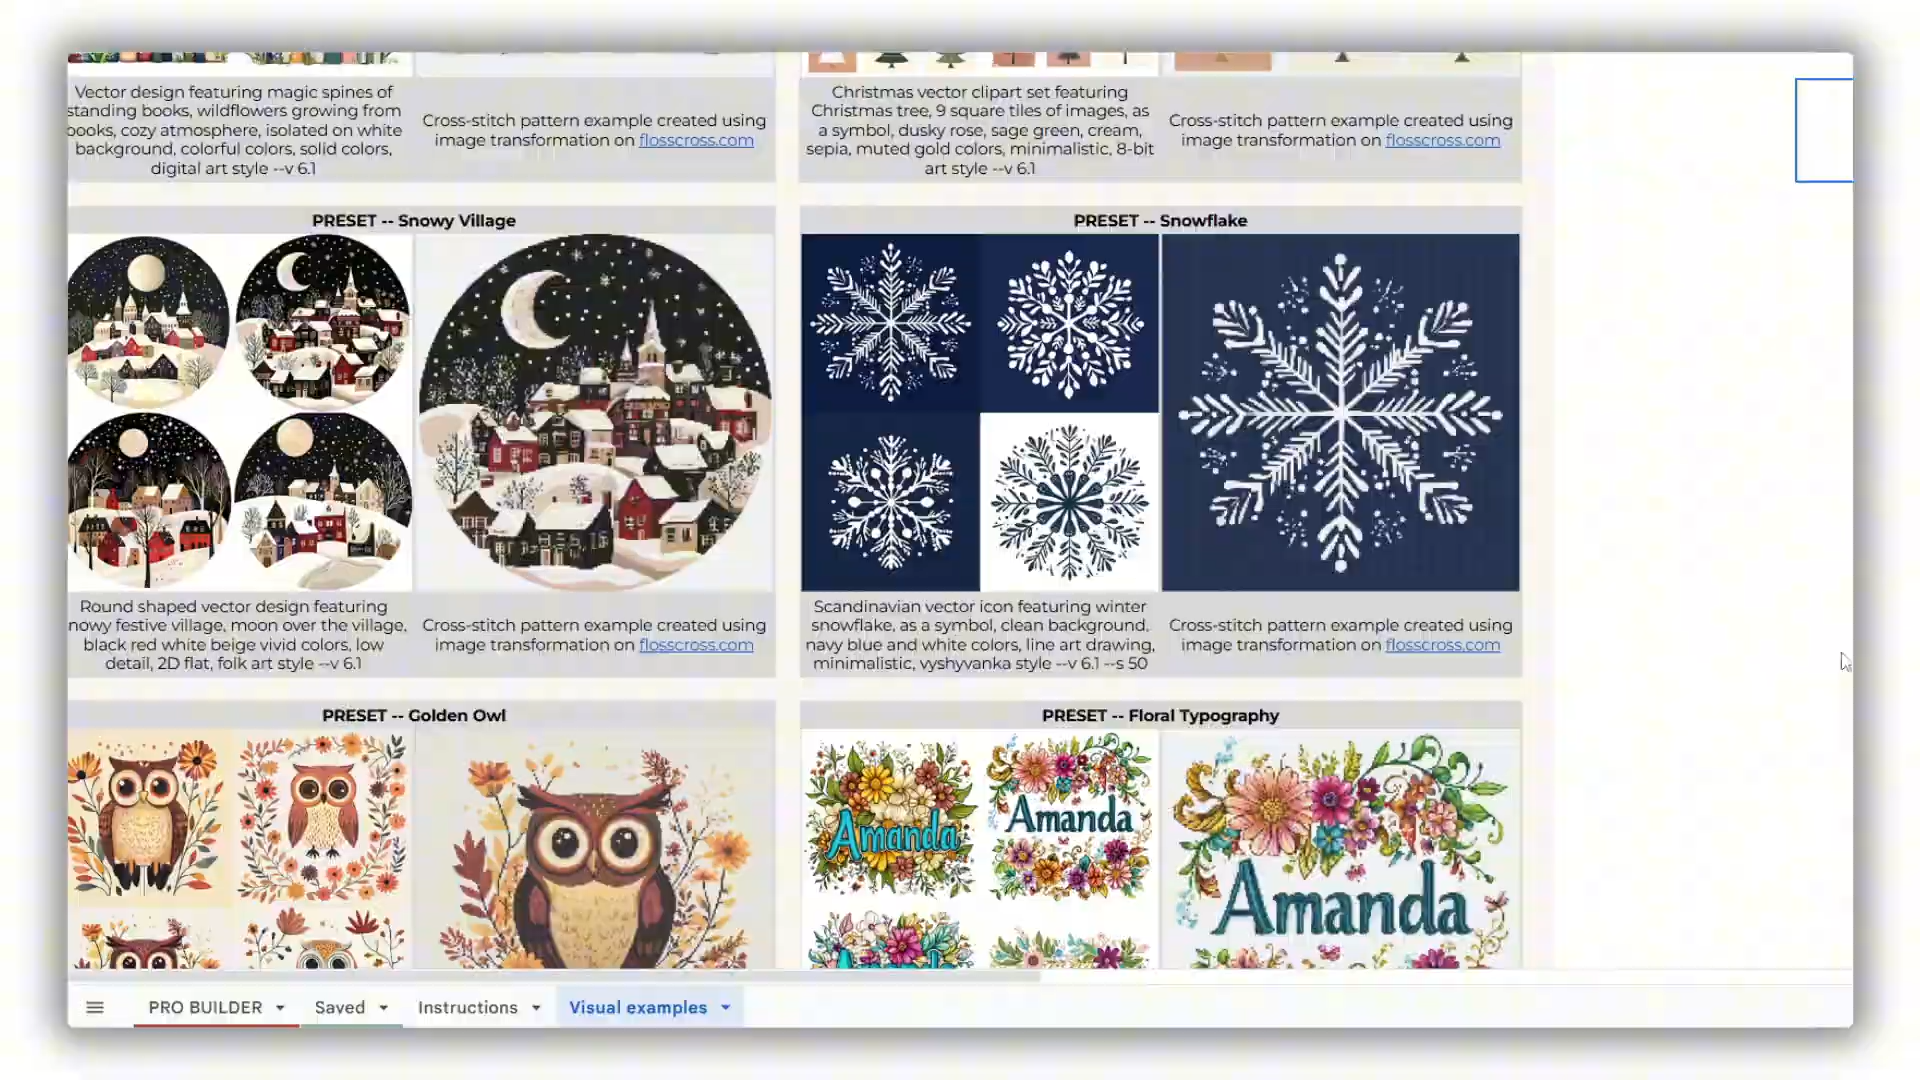 Vector design featuring magic spines of
standing books, wildflowers growing from
books, cozy atmosphere, isolated on white
background, colorful colors, solid colors,
digital art style --v 6.1
Cross-stitch pattern example created using
image transformation on flosscross.com
Christmas vector clipart set featuring
Christmas tree, 9 square tiles of images, as
a symbol, dusky rose, sage green, cream,
sepia, muted gold colors, minimalistic, 8-bit
art style --v 6.1
Cross-stitch pattern example created using
image transformation on flosscross.com
PRESET -- Snowy Village
PRESET -- Snowflake
Round shaped vector design featuring
nowy festive village, moon over the village,
black red white beige vivid colors, low
detail, 2D flat, folk art style --v 6.1
Cross-stitch pattern example created using
image transformation on flosscross.com
Scandinavian vector icon featuring winter
snowflake, as a symbol, clean background,
navy blue and white colors, line art drawing,
minimalistic, vyshyvanka style --v 6.1 --s 50
Cross-stitch pattern example created using
image transformation on flosscross.com
PRESET -- Golden Owl
PRESET -- Floral Typography
Amanda
Amanda
Amanda
PRO BUILDER
Saved
Instructions
Visual examples